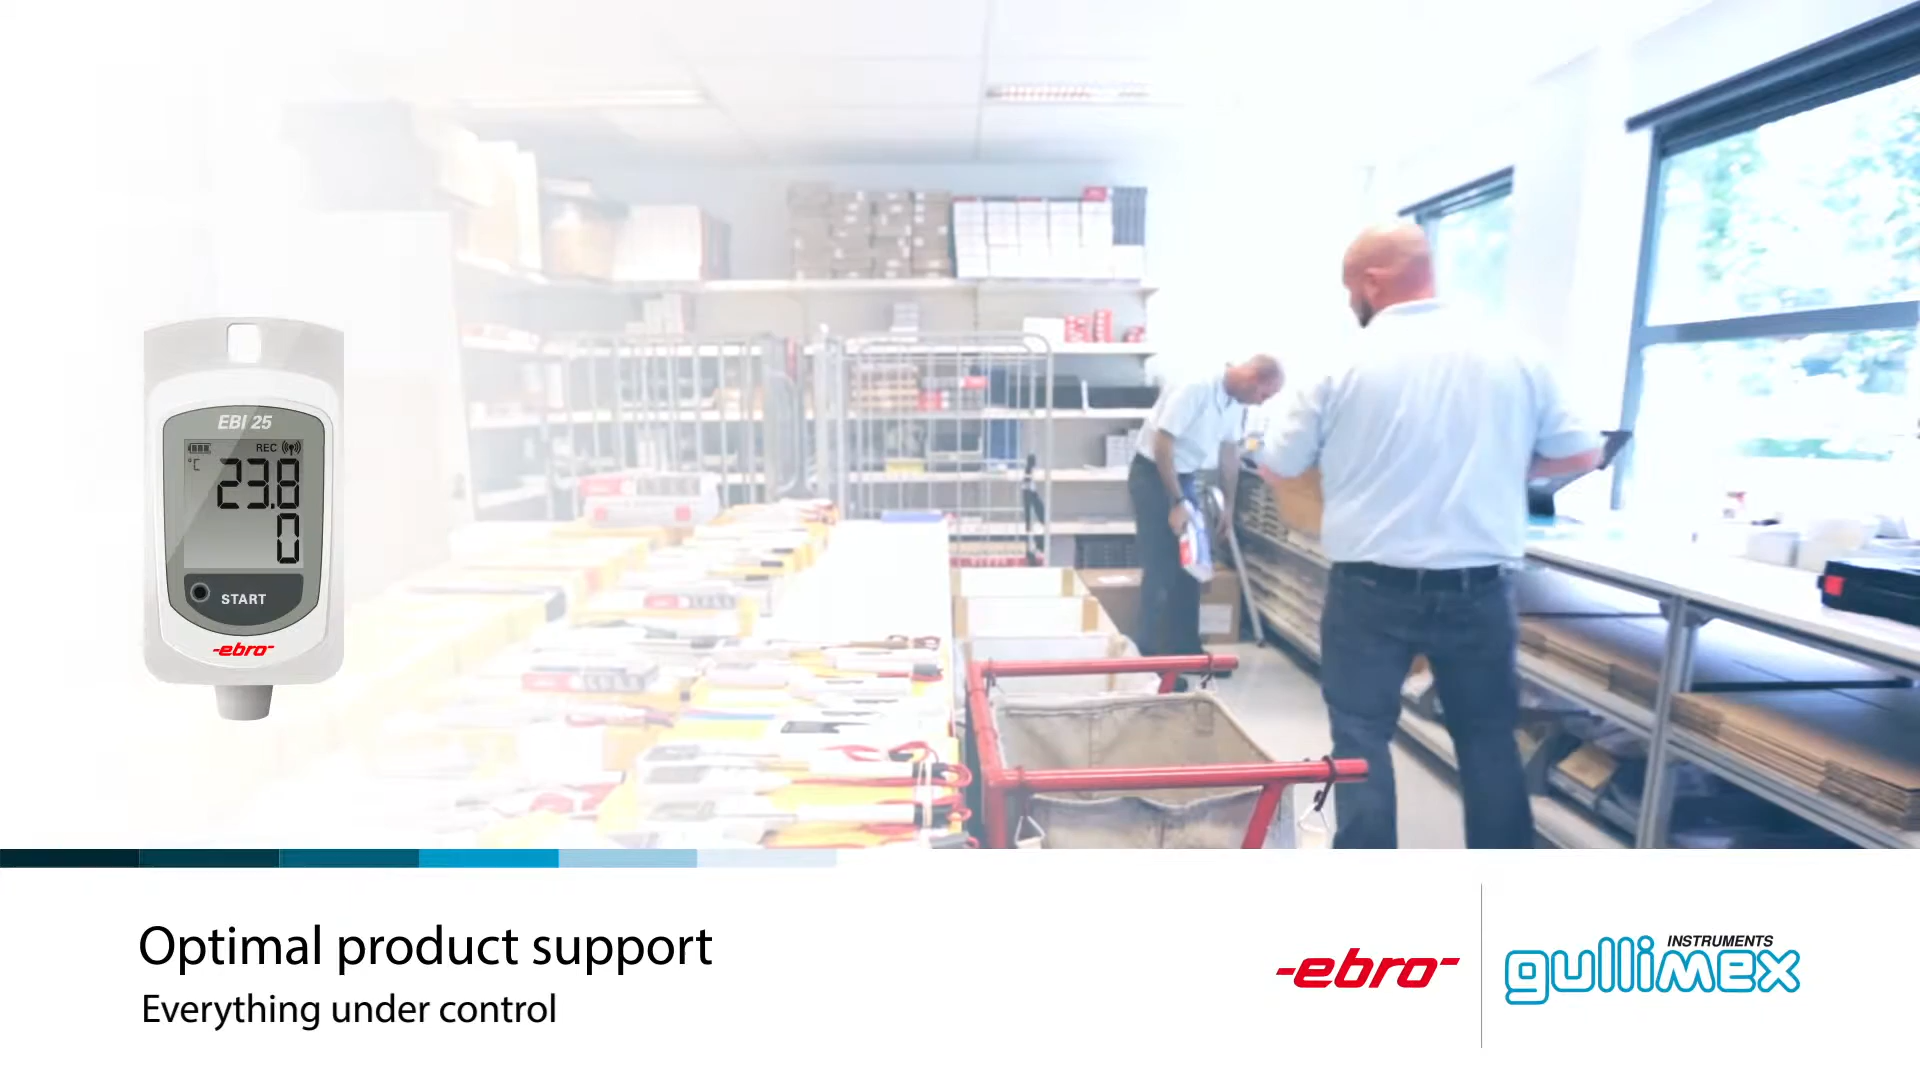 EBI 25
REC
°C
23.8
0
START
-ebro-
Optimal product support
Everything under control
-ebro-
INSTRUMENTS
gullimex